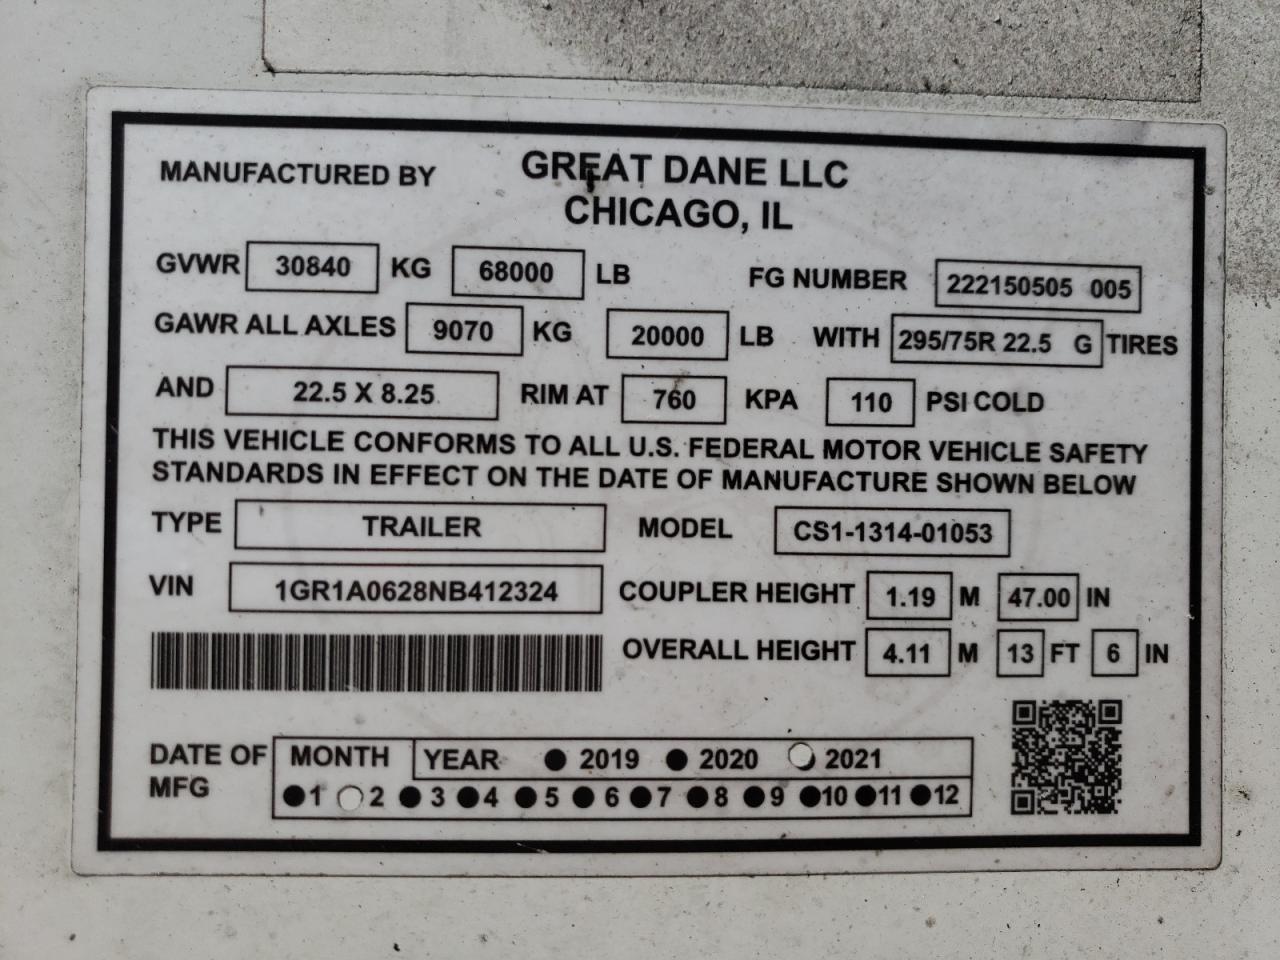 MANUFACTURED BY GREAT DANE LLC
CHICAGO, IL
GVWR 30840 KG 68000 LB FG NUMBER 222150505 005
GAWR ALL AXLES 9070 KG 20000 LB WITH 295/75R 22.5 G TIRES
AND 22.5 X 8.25 RIM AT 760 KPA 110 PSI COLD
THIS VEHICLE CONFORMS TO ALL U.S. FEDERAL MOTOR VEHICLE SAFETY
STANDARDS IN EFFECT ON THE DATE OF MANUFACTURE SHOWN BELOW
TYPE TRAILER MODEL CS1-1314-01053
VIN 1GR1A0628NB412324 COUPLER HEIGHT 1.19 M 47.00 IN
OVERALL HEIGHT 4.11 M 13 FT 6 IN
DATE OF MONTH YEAR 2019 2020 2021
MFG 1 2 3 4 5 6 7 8 9 10 11 12